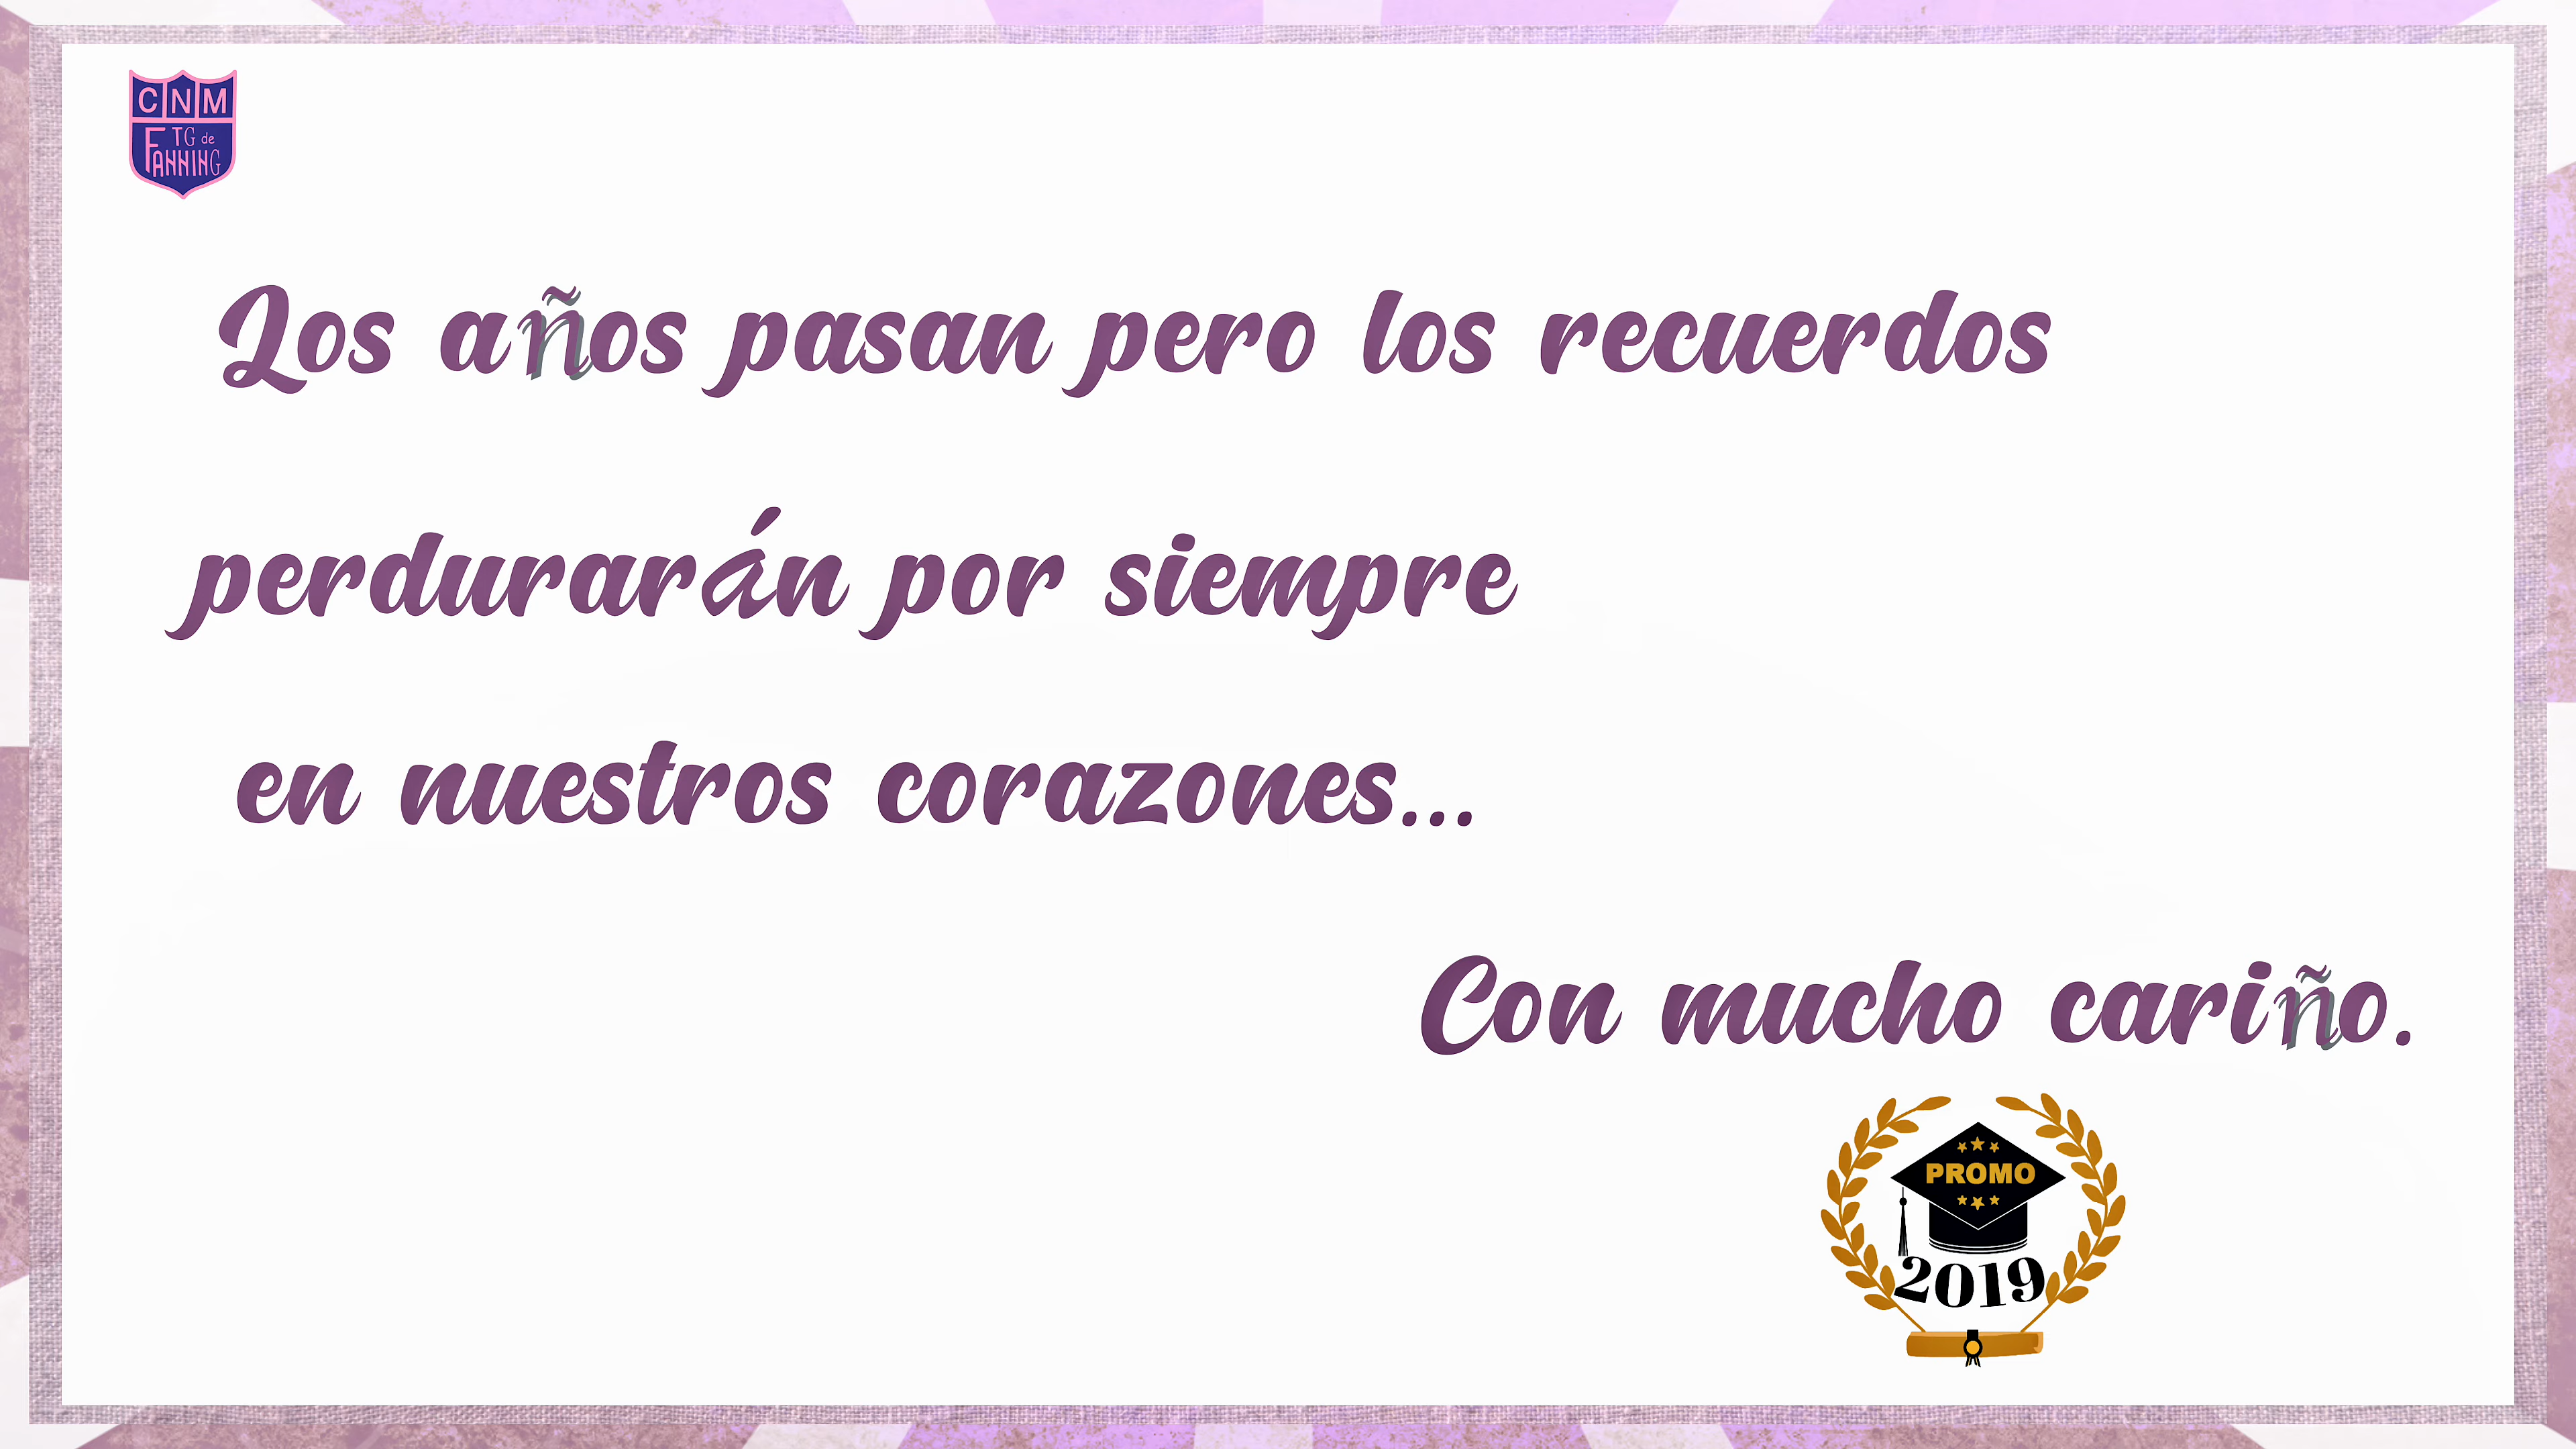 CNM
FTG de
FANNING
Los años pasan pero los recuerdos
perdurarán por siempre
en nuestros corazones...
Con mucho cariño.
PROMO
2019